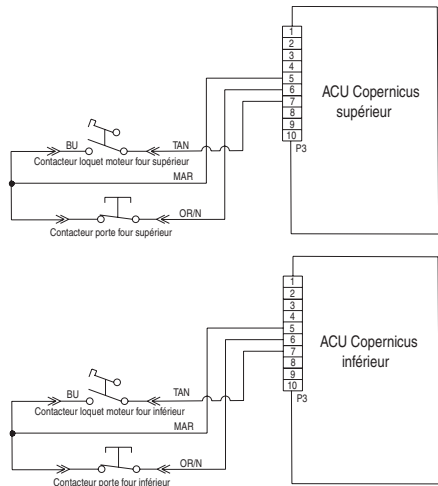 1
2
3
4
5
6
7
8
9
10
P3
ACU Copernicus
supérieur
BU
TAN
Contacteur loquet moteur four supérieur
MAR
OR/N
Contacteur porte four supérieur
1
2
3
4
5
6
7
8
9
10
P3
ACU Copernicus
inférieur
BU
TAN
Contacteur loquet moteur four inférieur
MAR
OR/N
Contacteur porte four inférieur